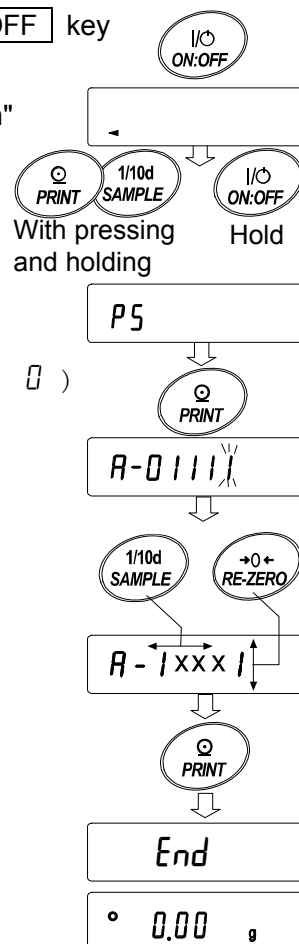 OFF key
I/⏻
ON:OFF
"
◄
PRINT
1/10d
SAMPLE
I/⏻
ON:OFF
With pressing Hold
and holding
PS
0 )
PRINT
A-01111
1/10d
SAMPLE
→0←
RE-ZERO
A-1xxx1
PRINT
End
0.00 g